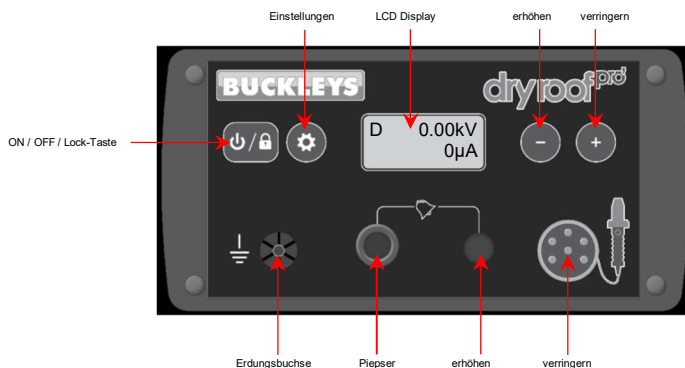 Einstellungen LCD Display erhöhen verringern
BUCKLEYS dryroof pro
ON / OFF / Lock-Taste
D 0.00kV
0µA
- +
Erdungsbuchse Piepser erhöhen verringern